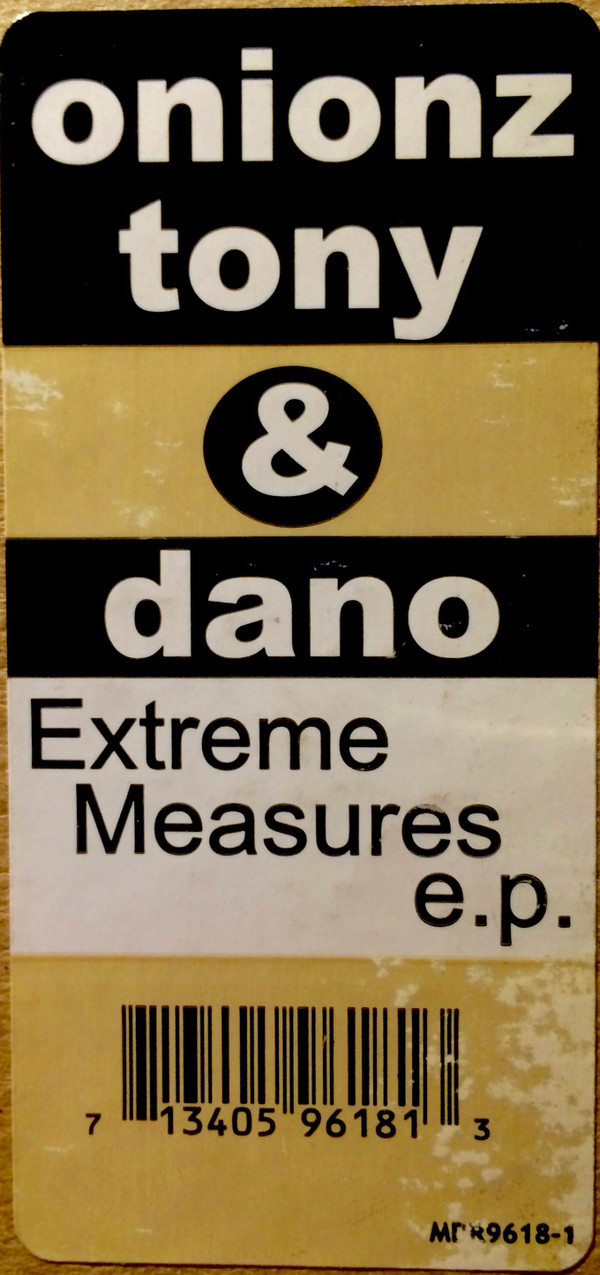 onionz
tony
&
dano
Extreme
Measures
e.p.
7 13405 96181 3